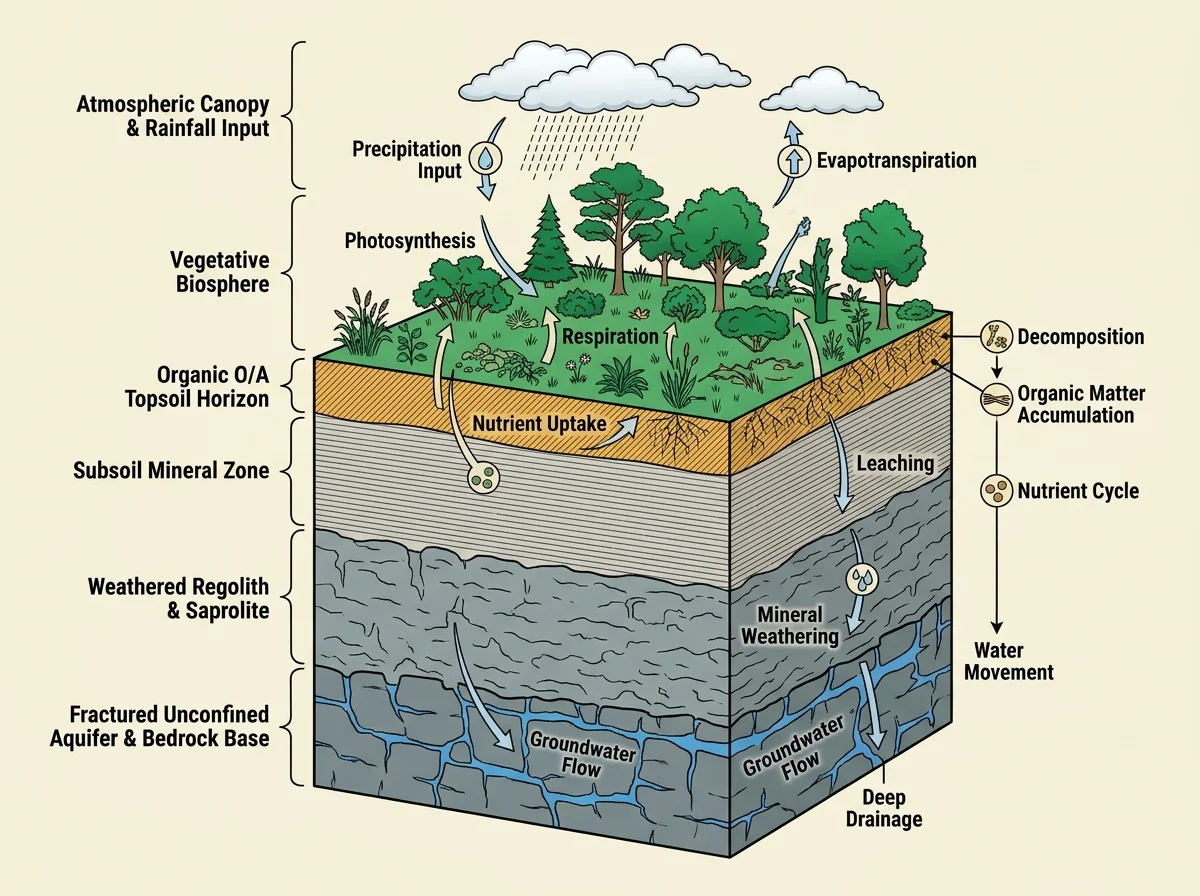 Atmospheric Canopy
& Rainfall Input
Precipitation
Input
Evapotranspiration
Photosynthesis
Vegetative
Biosphere
Respiration
Decomposition
Organic O/A
Topsoil Horizon
Organic Matter
Accumulation
Nutrient Uptake
Subsoil Mineral Zone
Leaching
Nutrient Cycle
Weathered Regolith
& Saprolite
Mineral
Weathering
Water
Movement
Fractured Unconfined
Aquifer & Bedrock Base
Groundwater
Flow
Groundwater
Flow
Deep
Drainage